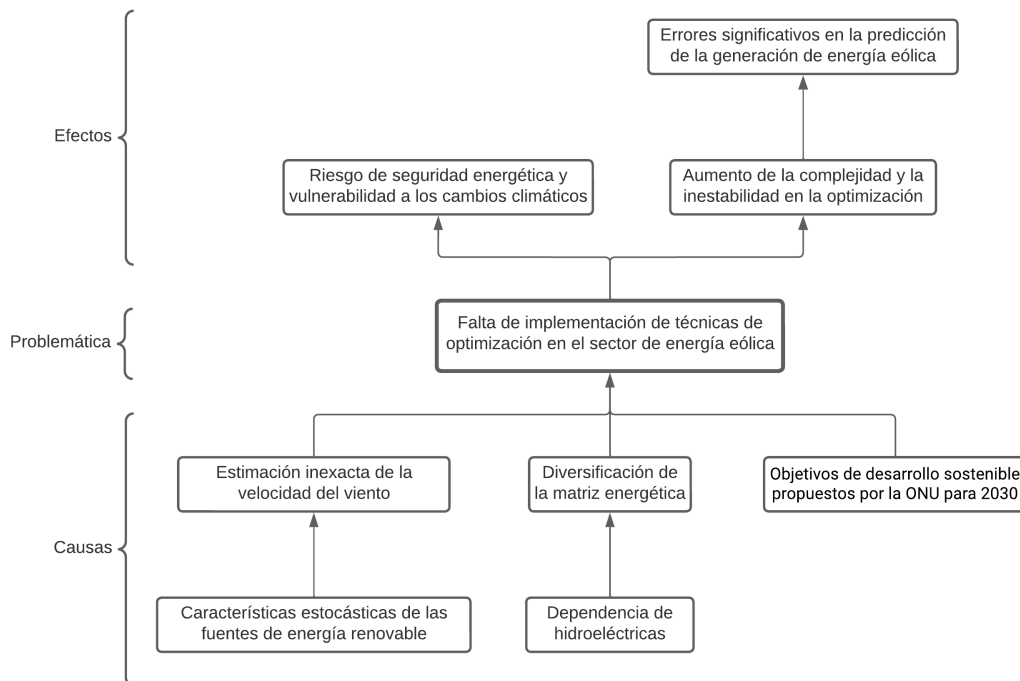 Errores significativos en la predicción
de la generación de energía eólica
Efectos
Riesgo de seguridad energética y
vulnerabilidad a los cambios climáticos
Aumento de la complejidad y la
inestabilidad en la optimización
Problemática
Falta de implementación de técnicas de
optimización en el sector de energía eólica
Estimación inexacta de la
velocidad del viento
Diversificación de
la matriz energética
Objetivos de desarrollo sostenible
propuestos por la ONU para 2030
Causas
Características estocásticas de las
fuentes de energía renovable
Dependencia de
hidroeléctricas